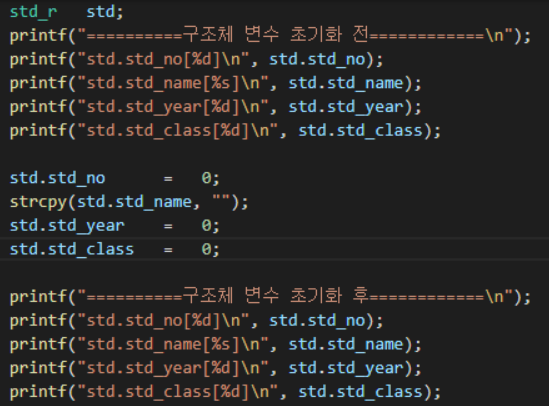 std_r   std;
printf("==========구조체 변수 초기화 전============\n");
printf("std.std_no[%d]\n", std.std_no);
printf("std.std_name[%s]\n", std.std_name);
printf("std.std_year[%d]\n", std.std_year);
printf("std.std_class[%d]\n", std.std_class);
std.std_no      =   0;
strcpy(std.std_name, "");
std.std_year    =   0;
std.std_class   =   0;
printf("==========구조체 변수 초기화 후============\n");
printf("std.std_no[%d]\n", std.std_no);
printf("std.std_name[%s]\n", std.std_name);
printf("std.std_year[%d]\n", std.std_year);
printf("std.std_class[%d]\n", std.std_class);